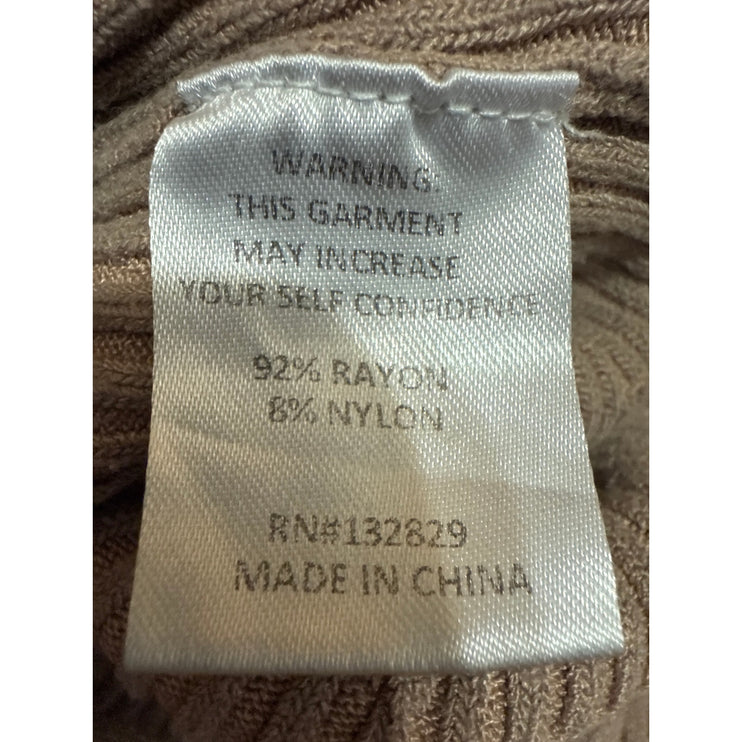 WARNING:
THIS GARMENT
MAY INCREASE
YOUR SELF CONFIDENCE
92% RAYON
8% NYLON
RN#132829
MADE IN CHINA